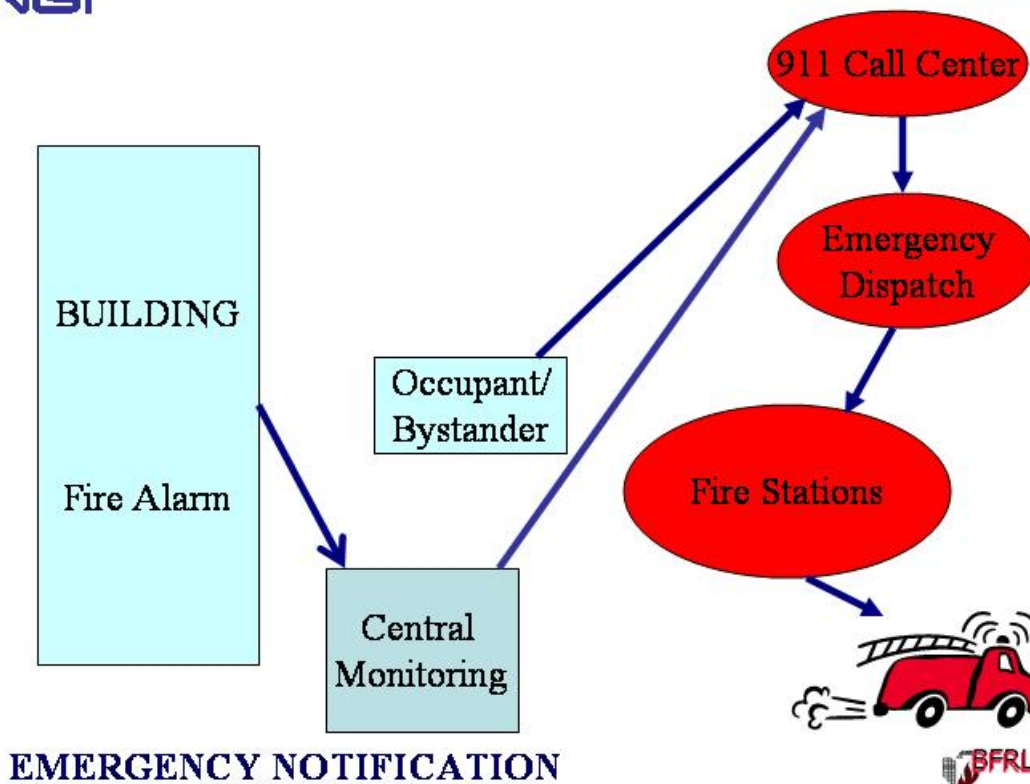 911 Call Center
Emergency
Dispatch
BUILDING
Occupant/
Bystander
Fire Alarm
Fire Stations
Central
Monitoring
EMERGENCY NOTIFICATION
BFRL